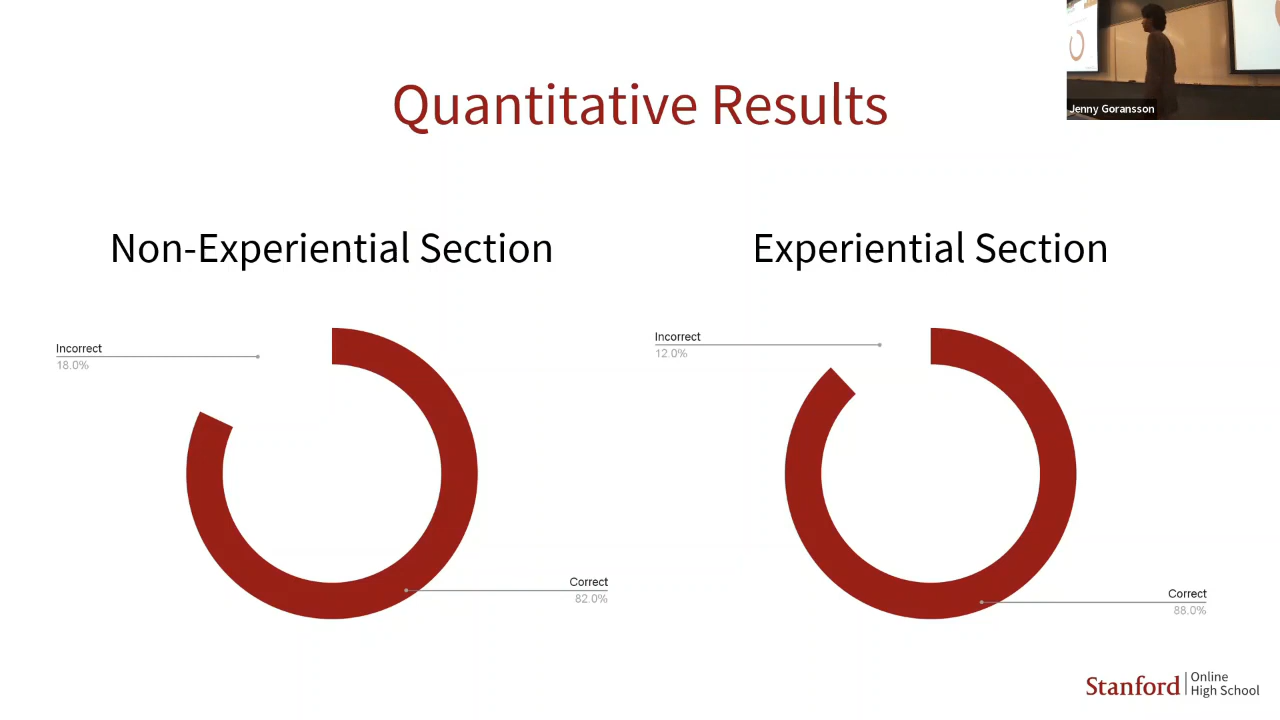 Jenny Goransson
Quantitative Results
Non-Experiential Section
Experiential Section
Incorrect
18.0%
Correct
82.0%
Incorrect
12.0%
Correct
88.0%
Stanford
Online
High School